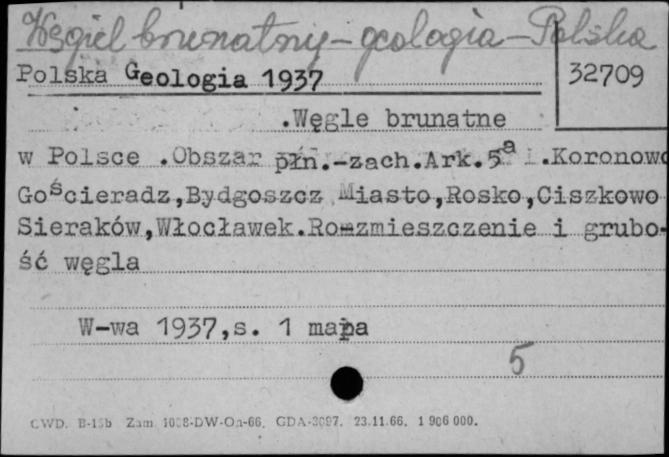 Węgiel brunatny – geologia – Polska
Polska Geologia 1937
32709
.Węgle brunatne
w Polsce .Obszar płn.-zach.Ark.5a i.Koronowo
Gościeradz,Bydgoszcz Miasto,Rosko,Ciszkowo
Sieraków,Włocławek.Rozmieszczenie i grubo-
ść węgla
W-wa 1937,s. 1 mapa
5
CWD. B-15b Zam. 1008-DW-On-66. GDA-3097. 23.11.66. 1 906 000.